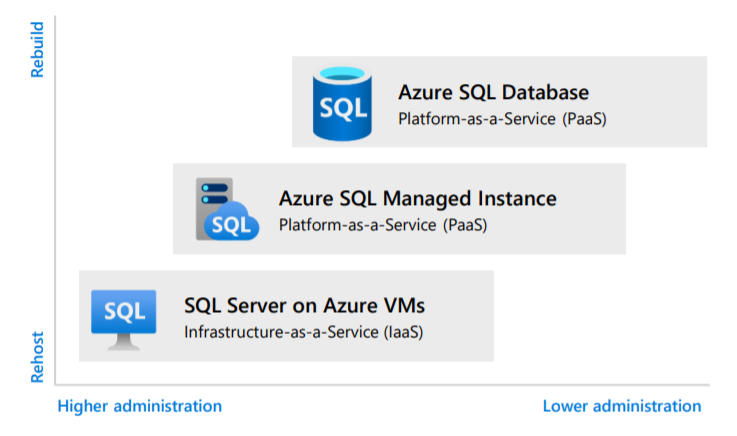 Rebuild
SQL
Azure SQL Database
Platform-as-a-Service (PaaS)
SQL
Azure SQL Managed Instance
Platform-as-a-Service (PaaS)
SQL
SQL Server on Azure VMs
Infrastructure-as-a-Service (IaaS)
Rehost
Higher administration
Lower administration